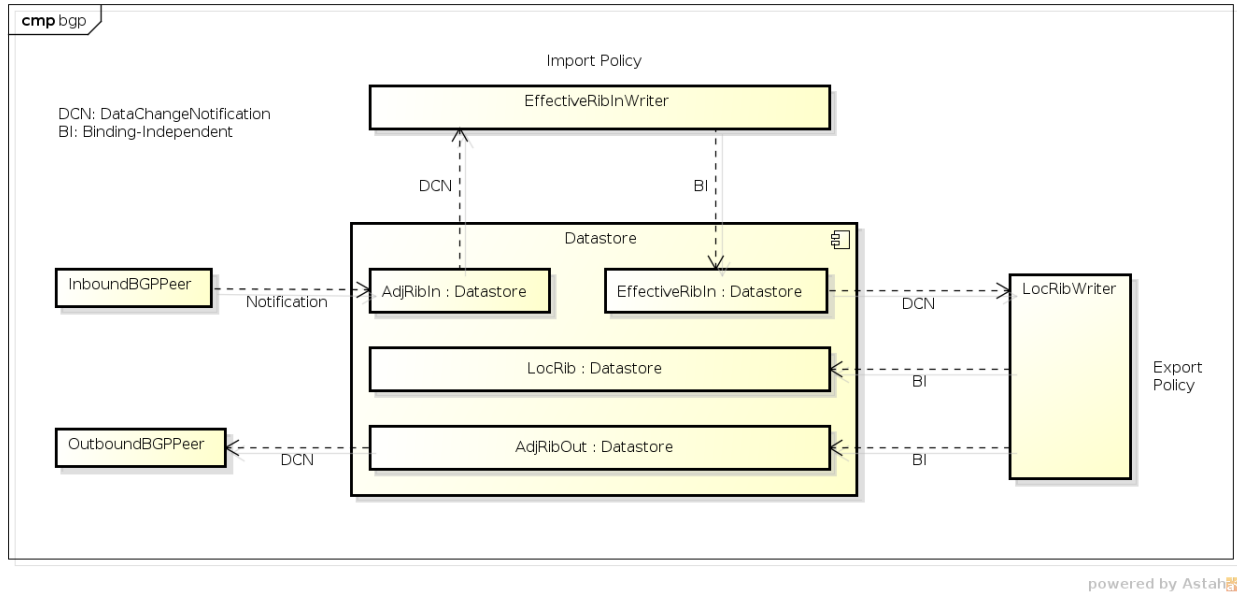 cmp bgp
Import Policy
EffectiveRibInWriter
DCN: DataChangeNotification
BI: Binding-Independent
DCN
BI
Datastore
InboundBGPPeer
Notification
AdjRibIn : Datastore
EffectiveRibIn : Datastore
DCN
LocRibWriter
LocRib : Datastore
BI
Export
Policy
OutboundBGPPeer
DCN
AdjRibOut : Datastore
BI
powered by Astah